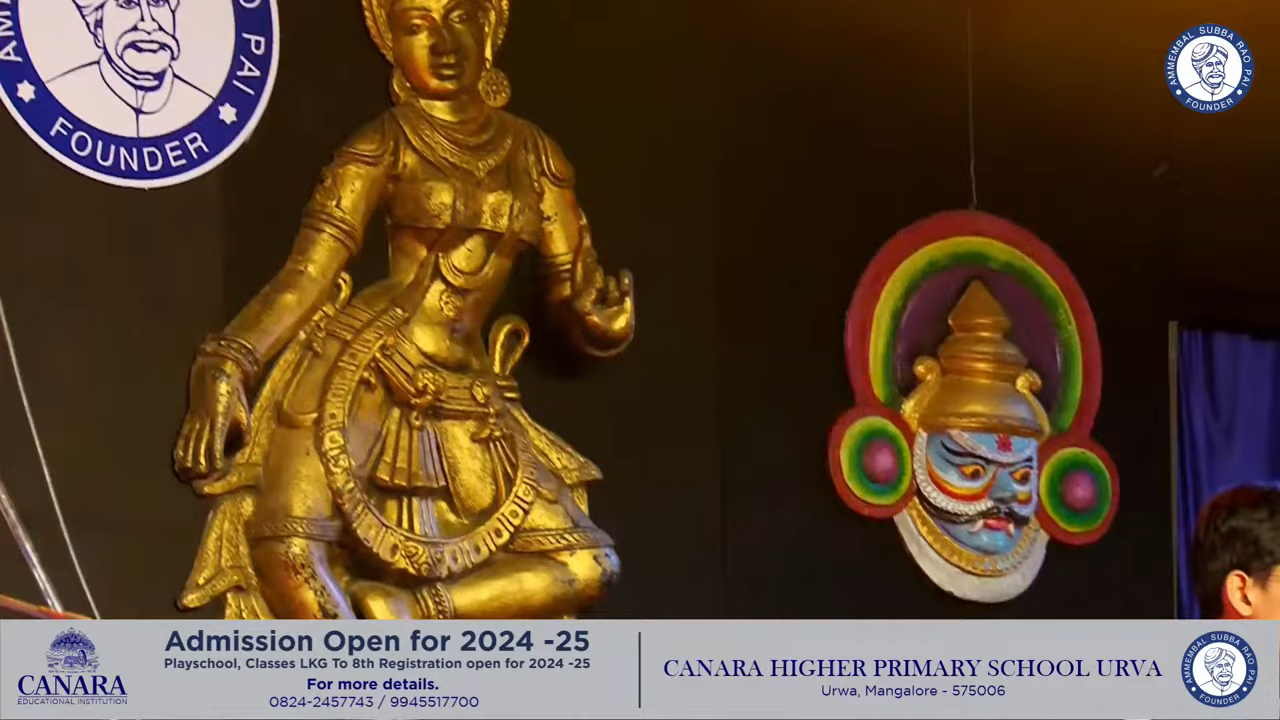 AMM
O PAI
FOUNDER
AMMEMBAL SUBBA RAO PAI
FOUNDER
CANARA
EDUCATIONAL INSTITUTION
Admission Open for 2024 -25
Playschool, Classes LKG To 8th Registration open for 2024 -25
For more details.
0824-2457743 / 9945517700
CANARA HIGHER PRIMARY SCHOOL URVA
Urwa, Mangalore - 575006
AMMEMBAL SUBBA RAO PAI
FOUNDER